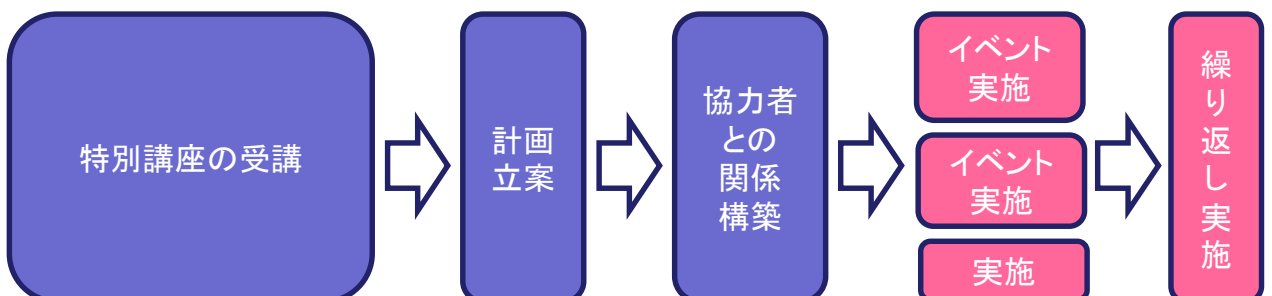 特別講座の受講
計画
立案
協力者
との
関係
構築
イベント
実施
イベント
実施
実施
繰り返し実施